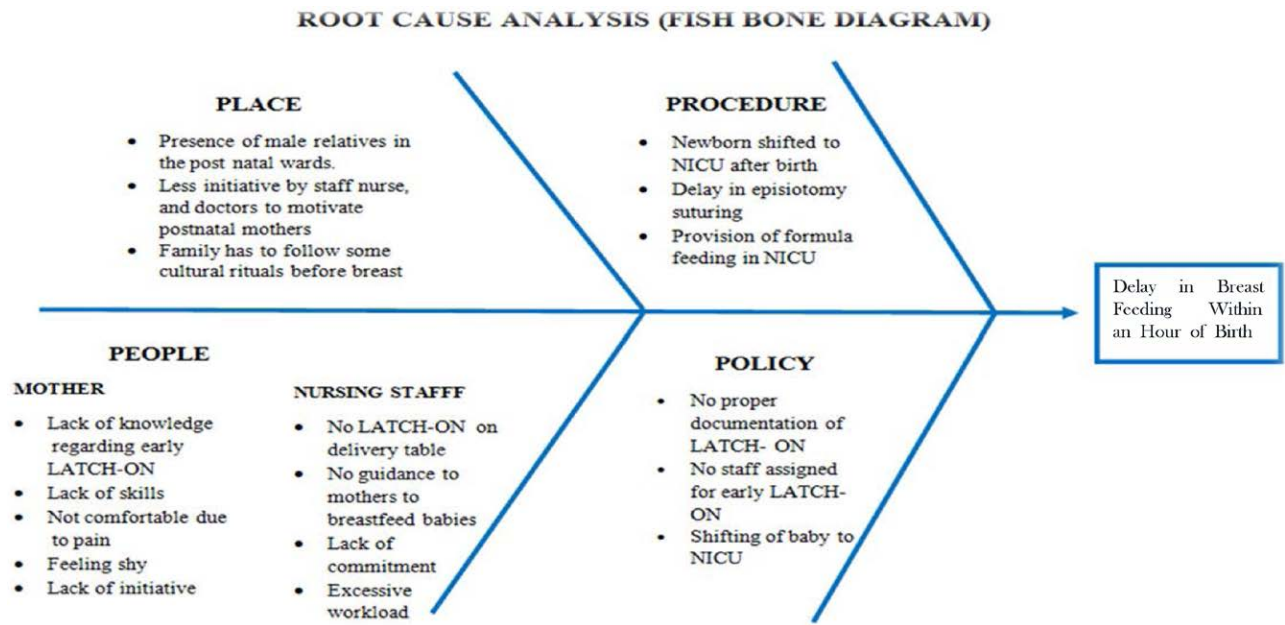 ROOT CAUSE ANALYSIS (FISH BONE DIAGRAM)
PLACE
• Presence of male relatives in
the post natal wards.
• Less initiative by staff nurse,
and doctors to motivate
postnatal mothers
• Family has to follow some
cultural rituals before breast
PROCEDURE
• Newborn shifted to
NICU after birth
• Delay in episiotomy
suturing
• Provision of formula
feeding in NICU
Delay in Breast
Feeding Within
an Hour of Birth
PEOPLE
MOTHER
• Lack of knowledge
regarding early
LATCH-ON
• Lack of skills
• Not comfortable due
to pain
• Feeling shy
• Lack of initiative
NURSING STAFFF
• No LATCH-ON on
delivery table
• No guidance to
mothers to
breastfeed babies
• Lack of
commitment
• Excessive
workload
POLICY
• No proper
documentation of
LATCH- ON
• No staff assigned
for early LATCH-
ON
• Shifting of baby to
NICU